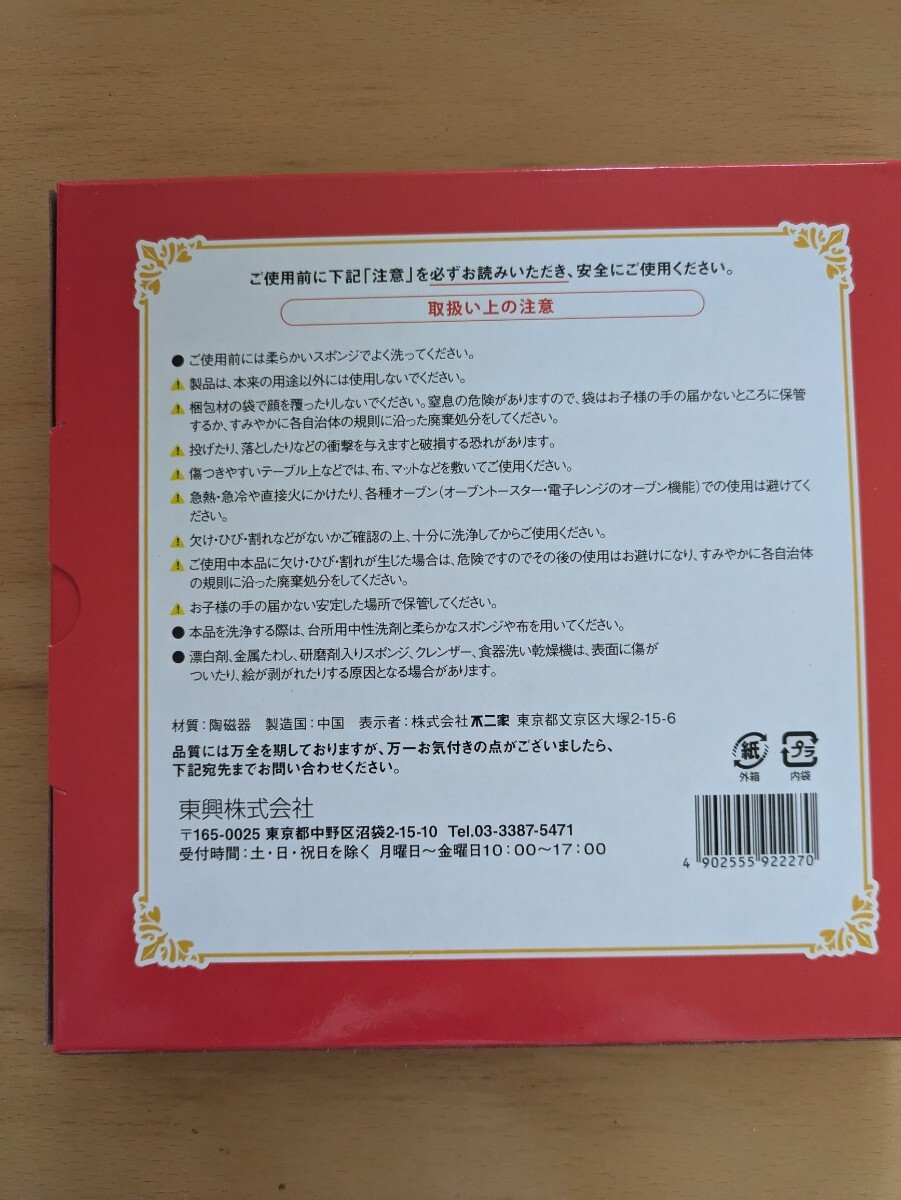 ご使用前に下記「注意」を必ずお読みいただき、安全にご使用ください。
取扱い上の注意
●ご使用前には柔らかいスポンジでよく洗ってください。
⚠製品は、本来の用途以外には使用しないでください。
⚠梱包材の袋で顔を覆ったりしないでください。窒息の危険がありますので、袋はお子様の手の届かないところに保管
するか、すみやかに各自治体の規則に沿った廃棄処分をしてください。
⚠投げたり、落としたりなどの衝撃を与えますと破損する恐れがあります。
⚠傷つきやすいテーブル上などでは、布、マットなどを敷いてご使用ください。
⚠急熱・急冷や直接火にかけたり、各種オーブン(オーブントースター・電子レンジのオーブン機能)での使用は避けてく
ださい。
⚠欠け・ひび・割れなどがないかご確認の上、十分に洗浄してからご使用ください。
⚠ご使用中本品に欠け・ひび・割れが生じた場合は、危険ですのでその後の使用はお避けになり、すみやかに各自治体
の規則に沿った廃棄処分をしてください。
⚠お子様の手の届かない安定した場所で保管してください。
●本品を洗浄する際は、台所用中性洗剤と柔らかなスポンジや布を用いてください。
●漂白剤、金属たわし、研磨剤入りスポンジ、クレンザー、食器洗い乾燥機は、表面に傷が
ついたり、絵が剥がれたりする原因となる場合があります。
材質：陶磁器 製造国：中国 表示者：株式会社不二家 東京都文京区大塚2-15-6
品質には万全を期しておりますが、万一お気付きの点がございましたら、
下記宛先までお問い合わせください。
紙 プラ
外箱 内袋
東興株式会社
〒165-0025 東京都中野区沼袋2-15-10 Tel.03-3387-5471
受付時間：土・日・祝日を除く 月曜日〜金曜日10：00〜17：00
4 902555 922270